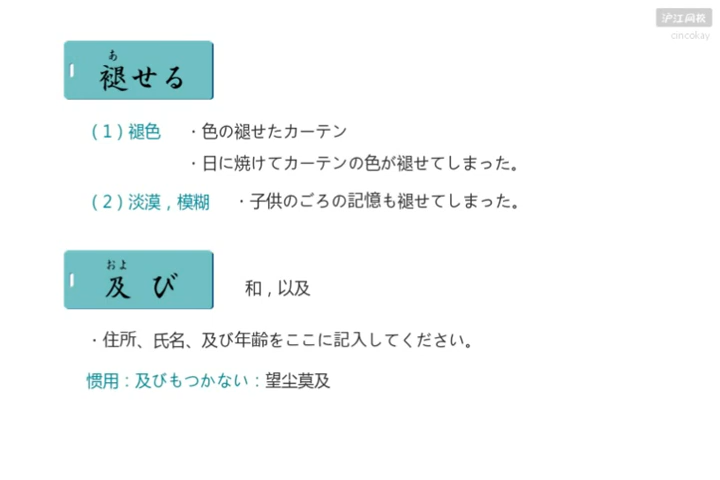 沪江网校
cincokay
あ
褪せる
（1）褪色　・色の褪せたカーテン
・日に焼けてカーテンの色が褪せてしまった。
（2）淡漠，模糊　・子供のごろの記憶も褪せてしまった。
およ
及び　和，以及
・住所、氏名、及び年齢をここに記入してください。
惯用：及びもつかない：望尘莫及